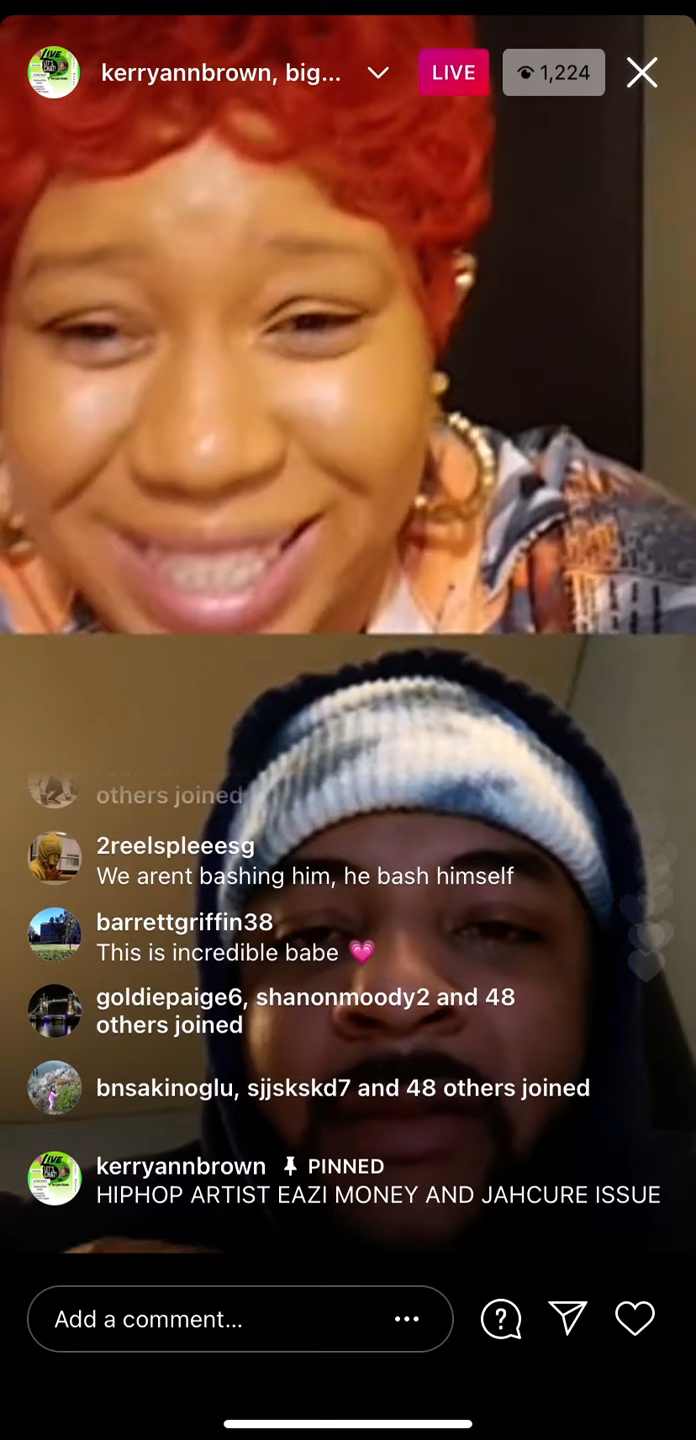 kerryannbrown, big...
LIVE
1,224
others joined
2reelspleeesg
We arent bashing him, he bash himself
barrettgriffin38
This is incredible babe 💗
goldiepaige6, shanonmoody2 and 48
others joined
bnsakinoglu, sjjskskd7 and 48 others joined
kerryannbrown PINNED
HIPHOP ARTIST EAZI MONEY AND JAHCURE ISSUE
Add a comment...